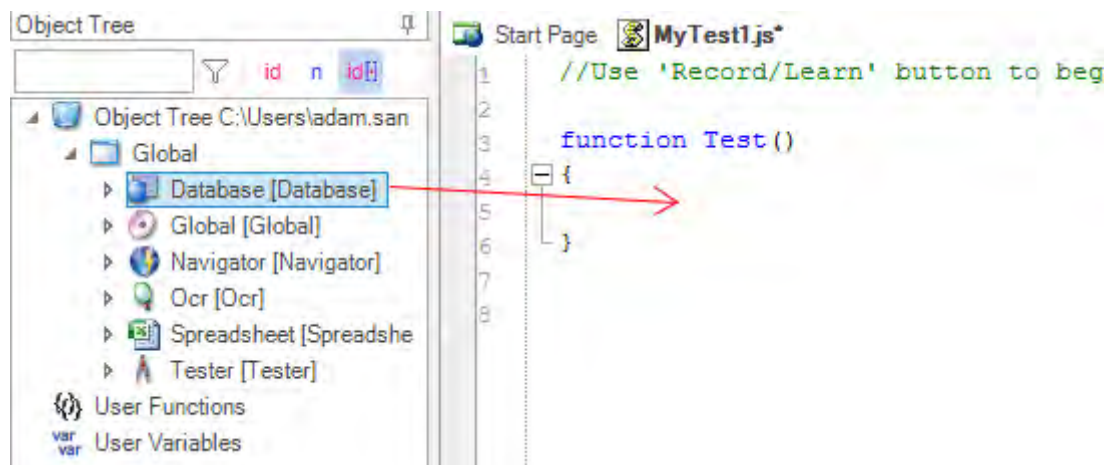 Object Tree
Start Page MyTest1.js*
id n id[-]
Object Tree C:\Users\adam.san
Global
Database [Database]
Global [Global]
Navigator [Navigator]
Ocr [Ocr]
Spreadsheet [Spreadshe
Tester [Tester]
{()} User Functions
var var User Variables
1 //Use 'Record/Learn' button to beg
2
3 function Test()
4 {
5
6 }
7
8